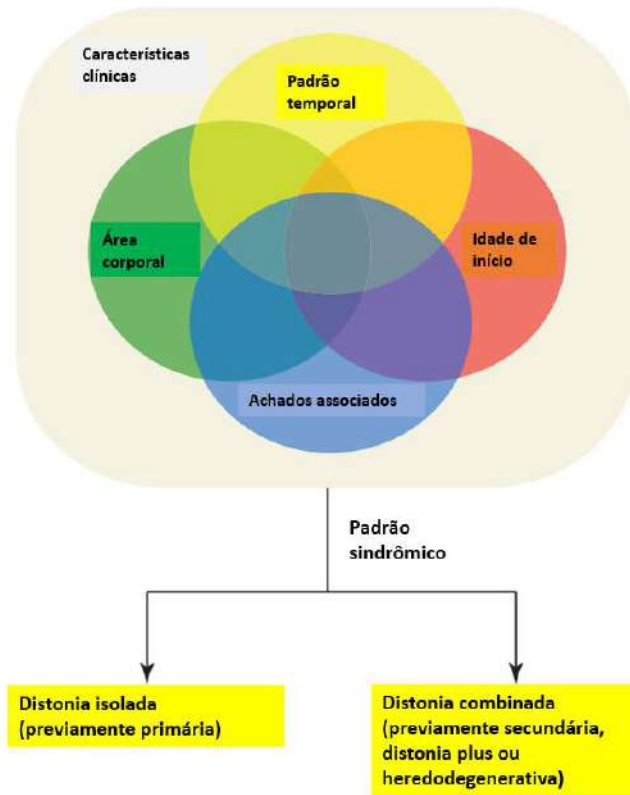 Características
clínicas
Padrão
temporal
Área
corporal
Idade de
início
Achados associados
Padrão
sindrômico
Distonia isolada
(previamente primária)
Distonia combinada
(previamente secundária,
distonia plus ou
heredodegenerativa)